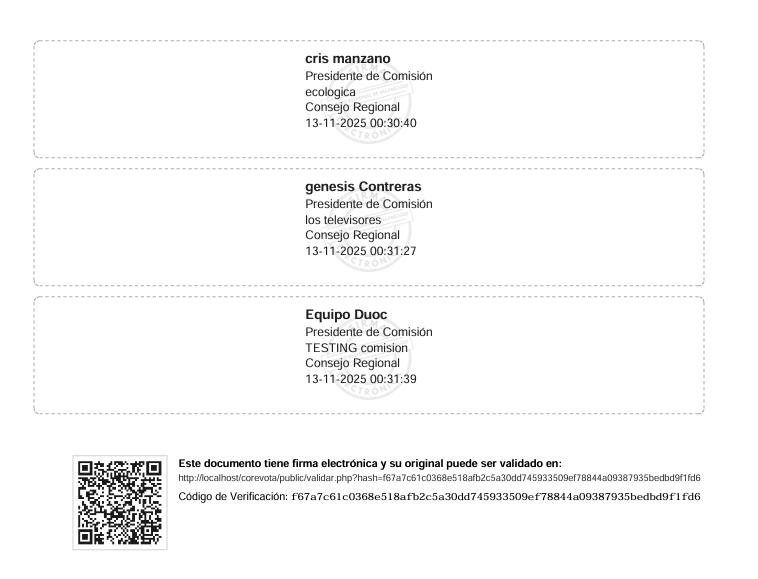 cris manzano
Presidente de Comisión
ecologica
Consejo Regional
13-11-2025 00:30:40
genesis Contreras
Presidente de Comisión
los televisores
Consejo Regional
13-11-2025 00:31:27
Equipo Duoc
Presidente de Comisión
TESTING comision
Consejo Regional
13-11-2025 00:31:39
Este documento tiene firma electrónica y su original puede ser validado en:
http://localhost/corevota/public/validar.php?hash=f67a7c61c0368e518afb2c5a30dd745933509ef78844a09387935bedbd9f1fd6
Código de Verificación: f67a7c61c0368e518afb2c5a30dd745933509ef78844a09387935bedbd9f1fd6